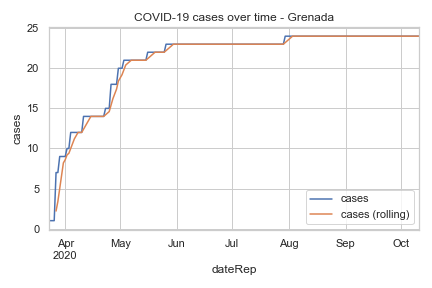 COVID-19 cases over time - Grenada
25
20
15
10
5
0
cases
cases
cases (rolling)
Apr
2020
May
Jun
Jul
Aug
Sep
Oct
dateRep